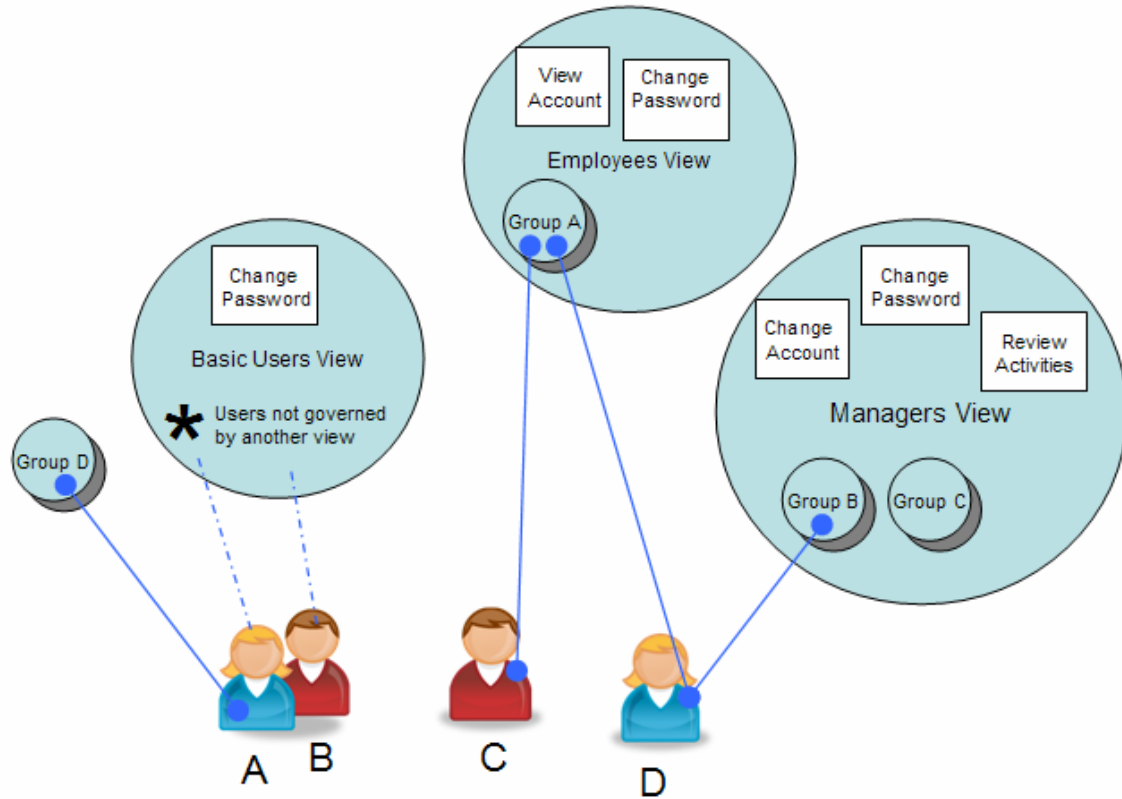 View
Account
Change
Password
Employees View
Group A
Change
Password
Basic Users View
Users not governed
by another view
*
Group D
Change
Password
Change
Account
Review
Activities
Managers View
Group B
Group C
A
B
C
D